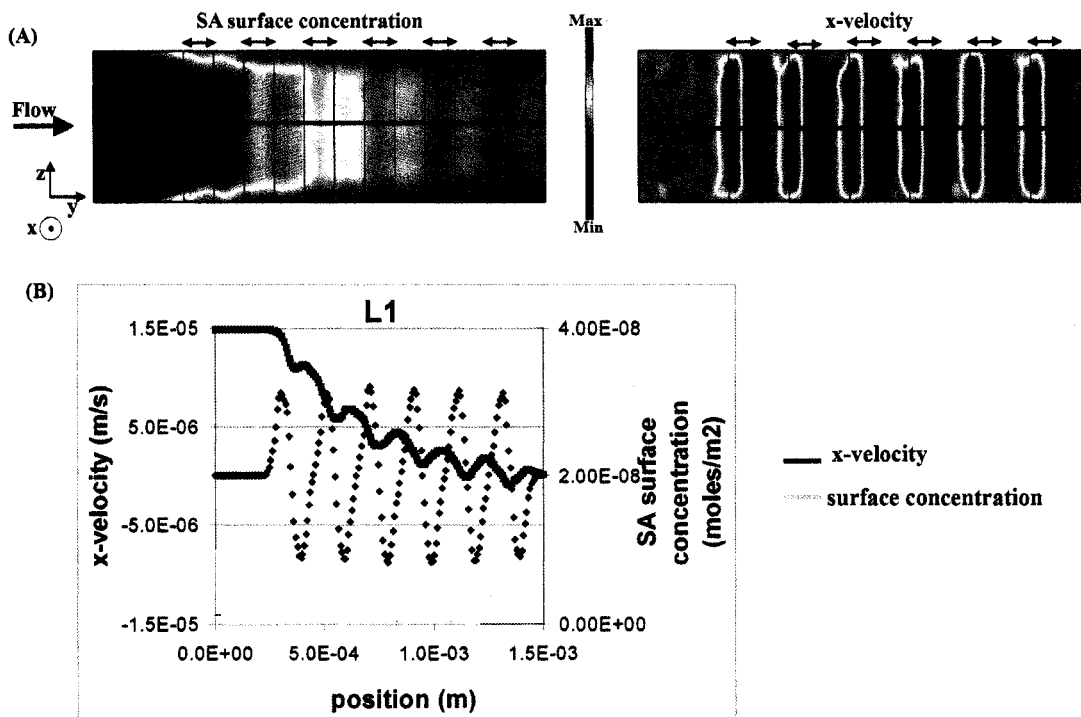 (A)
SA surface concentration
Max
x-velocity
Flow
z
y
x
Min
(B)
L1
1.5E-05
5.0E-06
-5.0E-06
-1.5E-05
x-velocity (m/s)
4.00E-08
2.00E-08
0.00E+00
SA surface
concentration
(moles/m2)
0.0E+00
5.0E-04
1.0E-03
1.5E-03
position (m)
x-velocity
surface concentration